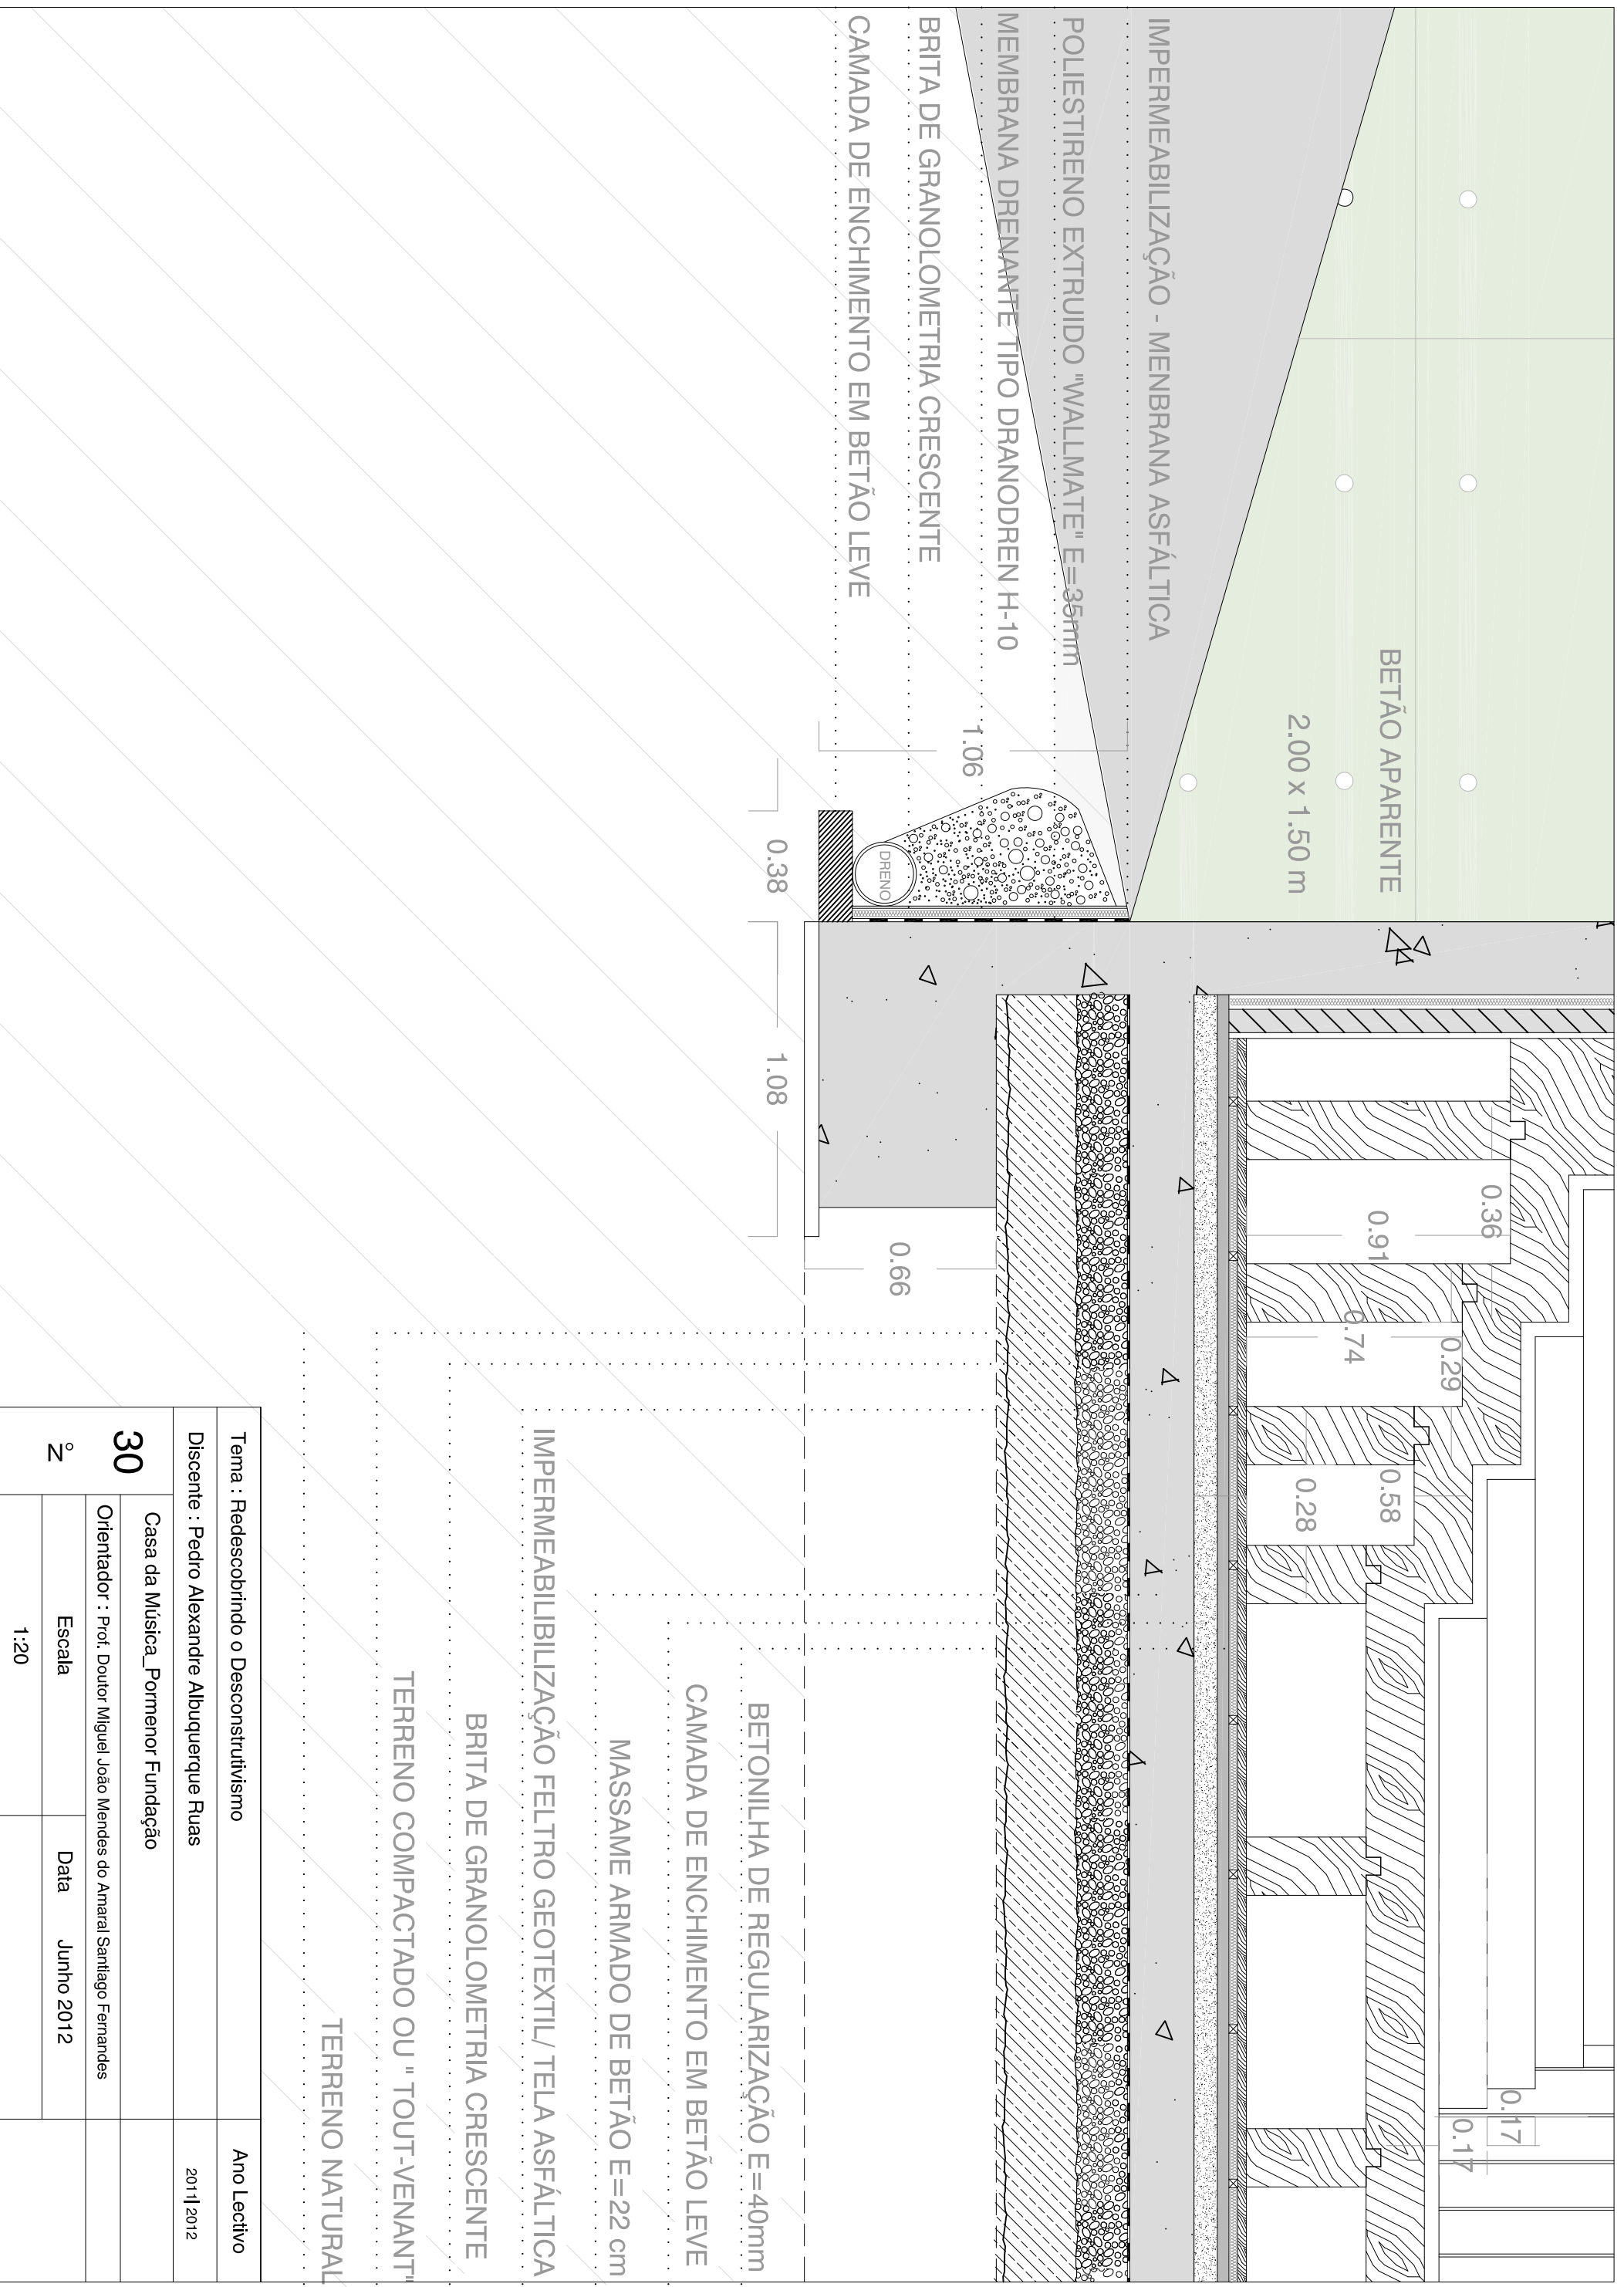 BETÃO APARENTE
2.00 x 1.50 m
IMPERMEABILIZAÇÃO - MENBRANA ASFÁLTICA
POLIESTIRENO EXTRUIDO "WALLMATE" E=35mm
MEMBRANA DRENANTE TIPO DRANODREN H-10
BRITA DE GRANOLOMETRIA CRESCENTE
CAMADA DE ENCHIMENTO EM BETÃO LEVE
1.06
DRENO
0.38
1.08
0.66
0.36
0.91
0.74
0.29
0.58
0.28
0.17
0.17
BETONILHA DE REGULARIZAÇÃO E=40mm
CAMADA DE ENCHIMENTO EM BETÃO LEVE
MASSAME ARMADO DE BETÃO E=22 cm
IMPERMEABILIBILIZAÇÃO FELTRO GEOTEXTIL/ TELA ASFÁLTICA
BRITA DE GRANOLOMETRIA CRESCENTE
TERRENO COMPACTADO OU " TOUT-VENANT"
TERRENO NATURAL
Tema : Redescobrindo o Desconstrutivismo
Ano Lectivo
Discente : Pedro Alexandre Albuquerque Ruas
2011|2012
30
Casa da Música_Pormenor Fundação
Orientador : Prof. Doutor Miguel João Mendes do Amaral Santiago Fernandes
Nº
Escala
Data Junho 2012
1:20